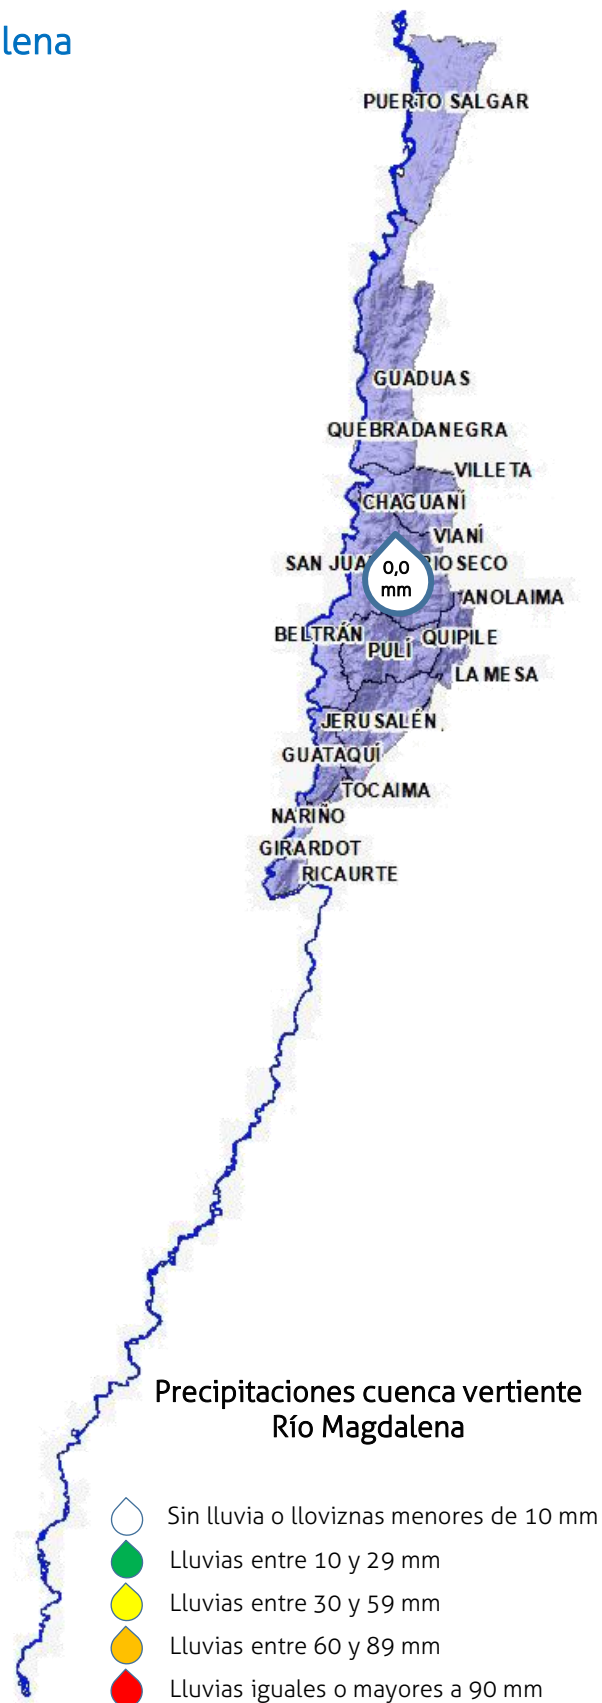 lena
PUERTO SALGAR
GUADUAS
QUEBRADANEGRA
VILLETA
CHAGUANÍ
VIANÍ
SAN JUA RIO SECO
0,0
mm
ANOLAIMA
BELTRÁN
QUIPILE
PULÍ
LA MESA
JERUSALÉN
GUATAQUÍ
TOCAIMA
NARIÑO
GIRARDOT
RICAURTE
Precipitaciones cuenca vertiente
Río Magdalena
Sin lluvia o lloviznas menores de 10 mm
Lluvias entre 10 y 29 mm
Lluvias entre 30 y 59 mm
Lluvias entre 60 y 89 mm
Lluvias iguales o mayores a 90 mm